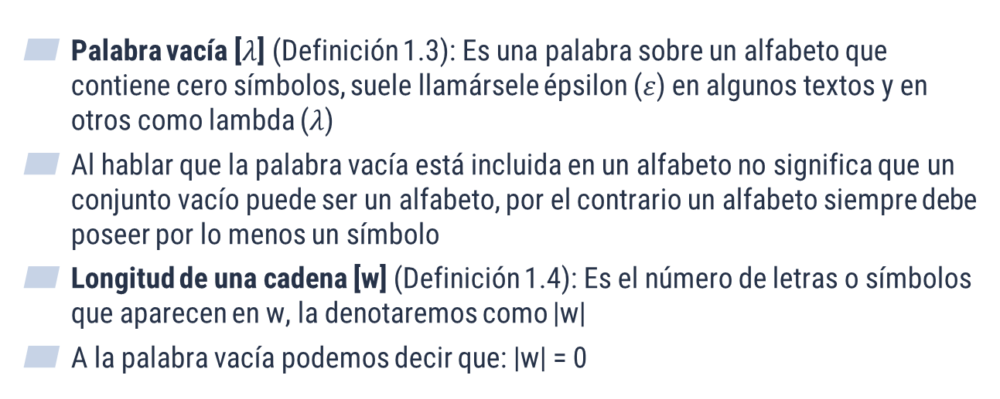 Palabra vacía [λ] (Definición 1.3): Es una palabra sobre un alfabeto que
contiene cero símbolos, suele llamársele épsilon (ε) en algunos textos y en
otros como lambda (λ)
Al hablar que la palabra vacía está incluida en un alfabeto no significa que un
conjunto vacío puede ser un alfabeto, por el contrario un alfabeto siempre debe
poseer por lo menos un símbolo
Longitud de una cadena [w] (Definición 1.4): Es el número de letras o símbolos
que aparecen en w, la denotaremos como |w|
A la palabra vacía podemos decir que: |w| = 0